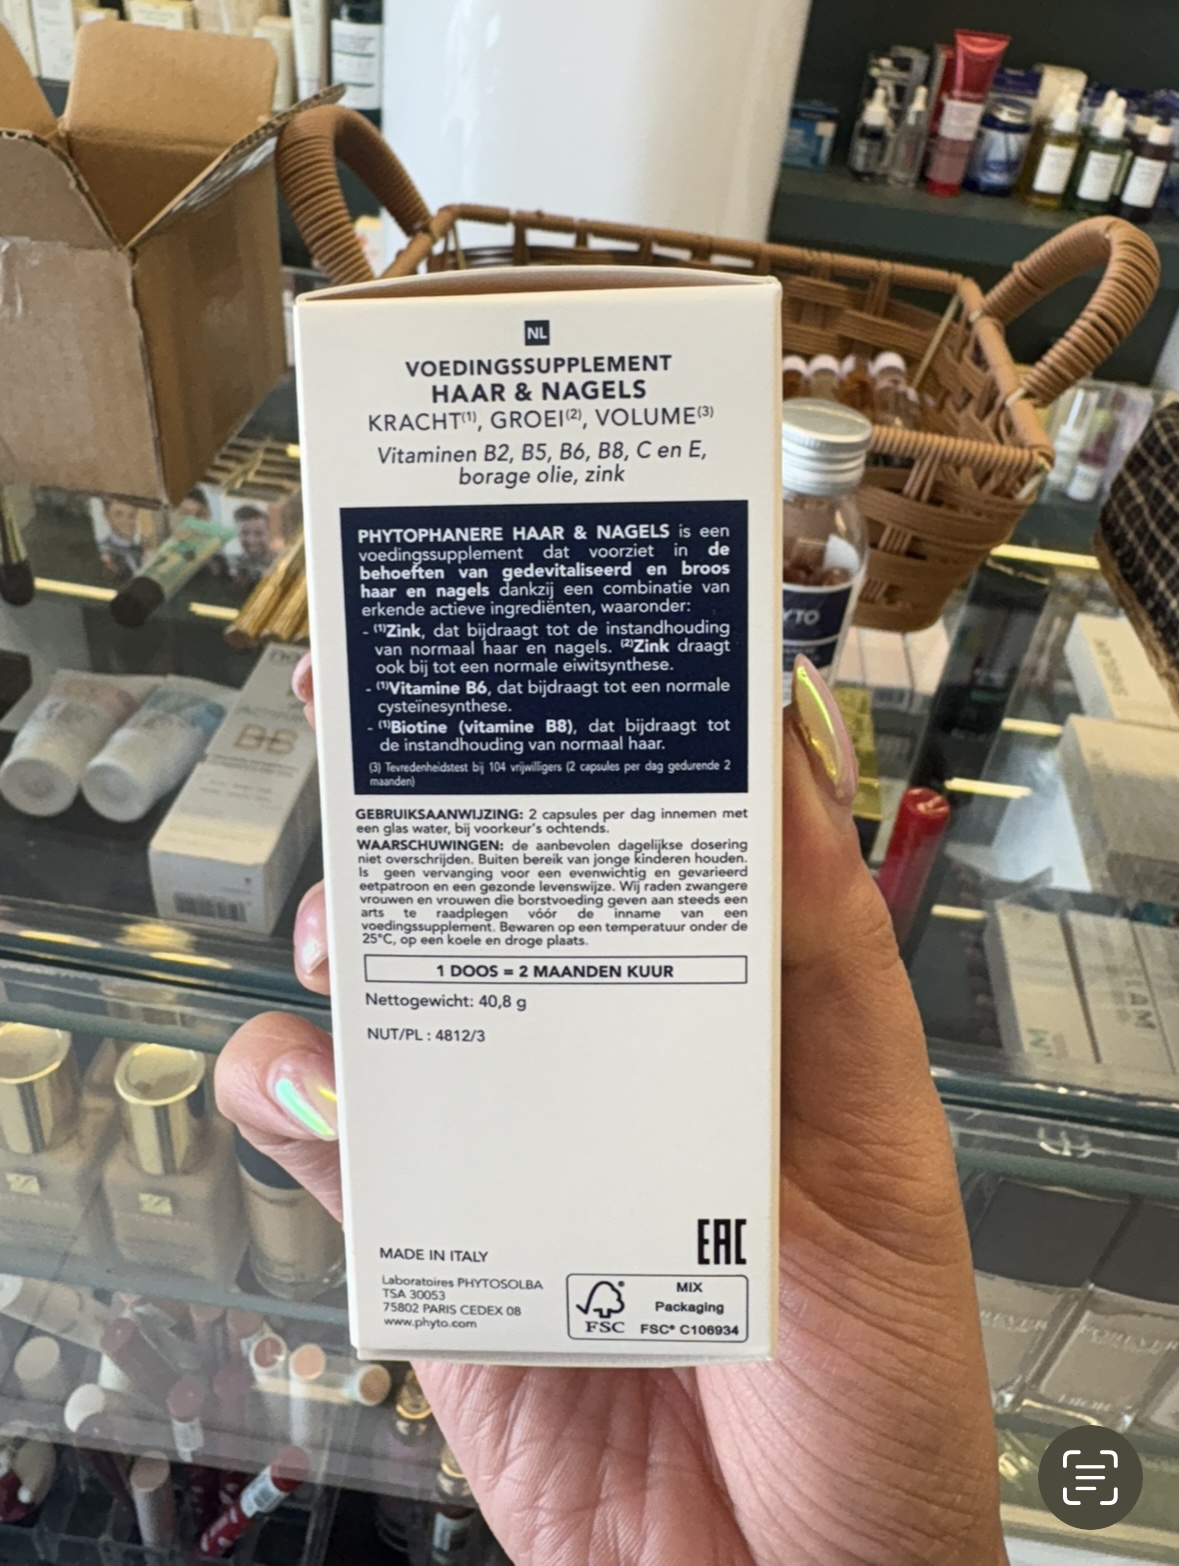 NL
VOEDINGSSUPPLEMENT
HAAR & NAGELS
KRACHT(1), GROEI(2), VOLUME(3)
Vitaminen B2, B5, B6, B8, C en E,
borage olie, zink
PHYTOPHANERE HAAR & NAGELS is een
voedingssupplement dat voorziet in de
behoeften van gedevitaliseerd en broos
haar en nagels dankzij een combinatie van
erkende actieve ingrediënten, waaronder:
- (1)Zink, dat bijdraagt tot de instandhouding
van normaal haar en nagels. (2)Zink draagt
ook bij tot een normale eiwitsynthese.
- (1)Vitamine B6, dat bijdraagt tot een normale
cysteïnesynthese.
- (1)Biotine (vitamine B8), dat bijdraagt tot
de instandhouding van normaal haar.
(3) Tevredenheidstest bij 104 vrijwilligers (2 capsules per dag gedurende 2
maanden)
GEBRUIKSAANWIJZING: 2 capsules per dag innemen met
een glas water, bij voorkeur's ochtends.
WAARSCHUWINGEN: de aanbevolen dagelijkse dosering
niet overschrijden. Buiten bereik van jonge kinderen houden.
Is geen vervanging voor een evenwichtig en gevarieerd
eetpatroon en een gezonde levenswijze. Wij raden zwangere
vrouwen en vrouwen die borstvoeding geven aan steeds een
arts te raadplegen vóór de inname van een
voedingssupplement. Bewaren op een temperatuur onder de
25°C, op een koele en droge plaats.
1 DOOS = 2 MAANDEN KUUR
Nettogewicht: 40,8 g
NUT/PL : 4812/3
EAC
MADE IN ITALY
Laboratoires PHYTOSOLBA
TSA 30053
75802 PARIS CEDEX 08
www.phyto.com
FSC
MIX
Packaging
FSC® C106934
YTO
BB
DIOR